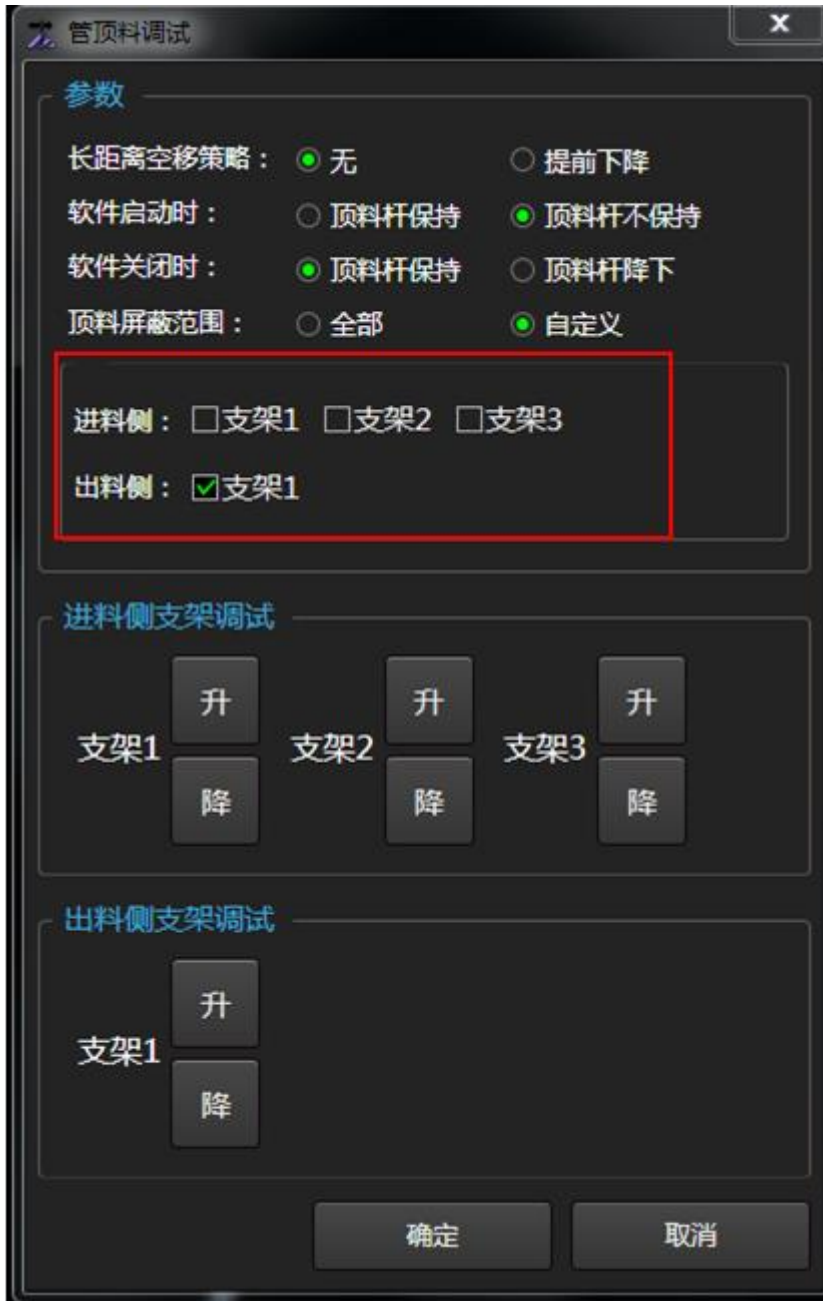 管顶料调试
参数
长距离空移策略： 无 提前下降
软件启动时： 顶料杆保持 顶料杆不保持
软件关闭时： 顶料杆保持 顶料杆降下
顶料屏蔽范围： 全部 自定义
进料侧： 支架1 支架2 支架3
出料侧： 支架1
进料侧支架调试
升 升 升
支架1 支架2 支架3
降 降 降
出料侧支架调试
升
支架1
降
确定 取消